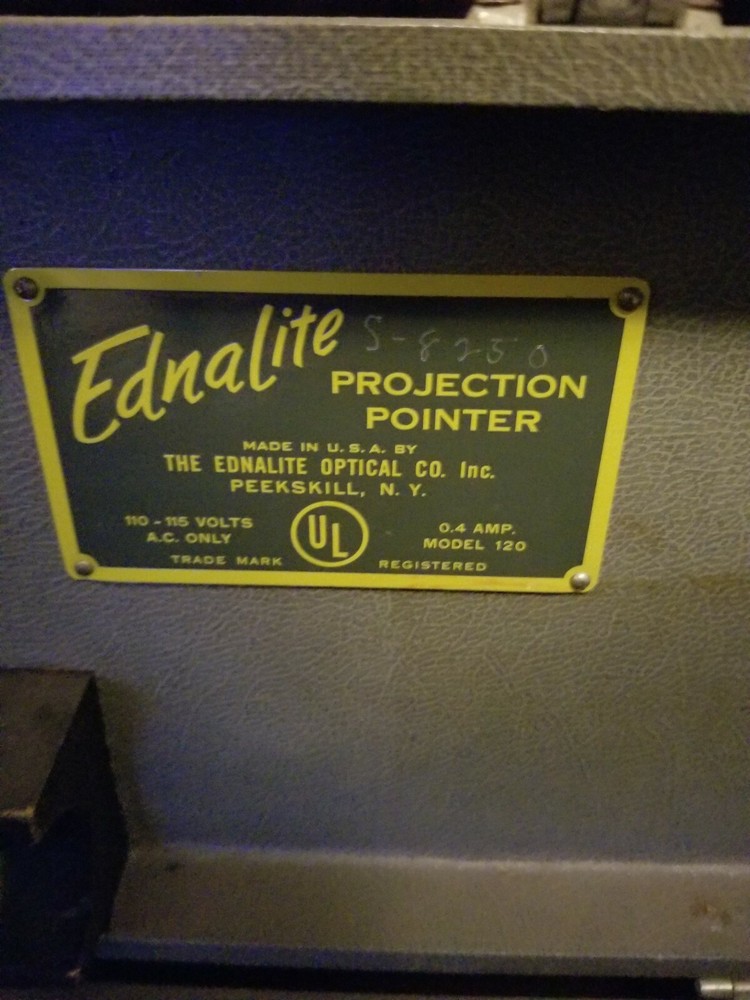 Ednalite S-8250
PROJECTION
POINTER
MADE IN U.S.A. BY
THE EDNALITE OPTICAL CO. Inc.
PEEKSKILL, N. Y.
110-115 VOLTS
A.C. ONLY
UL
0.4 AMP.
MODEL 120
TRADE MARK REGISTERED